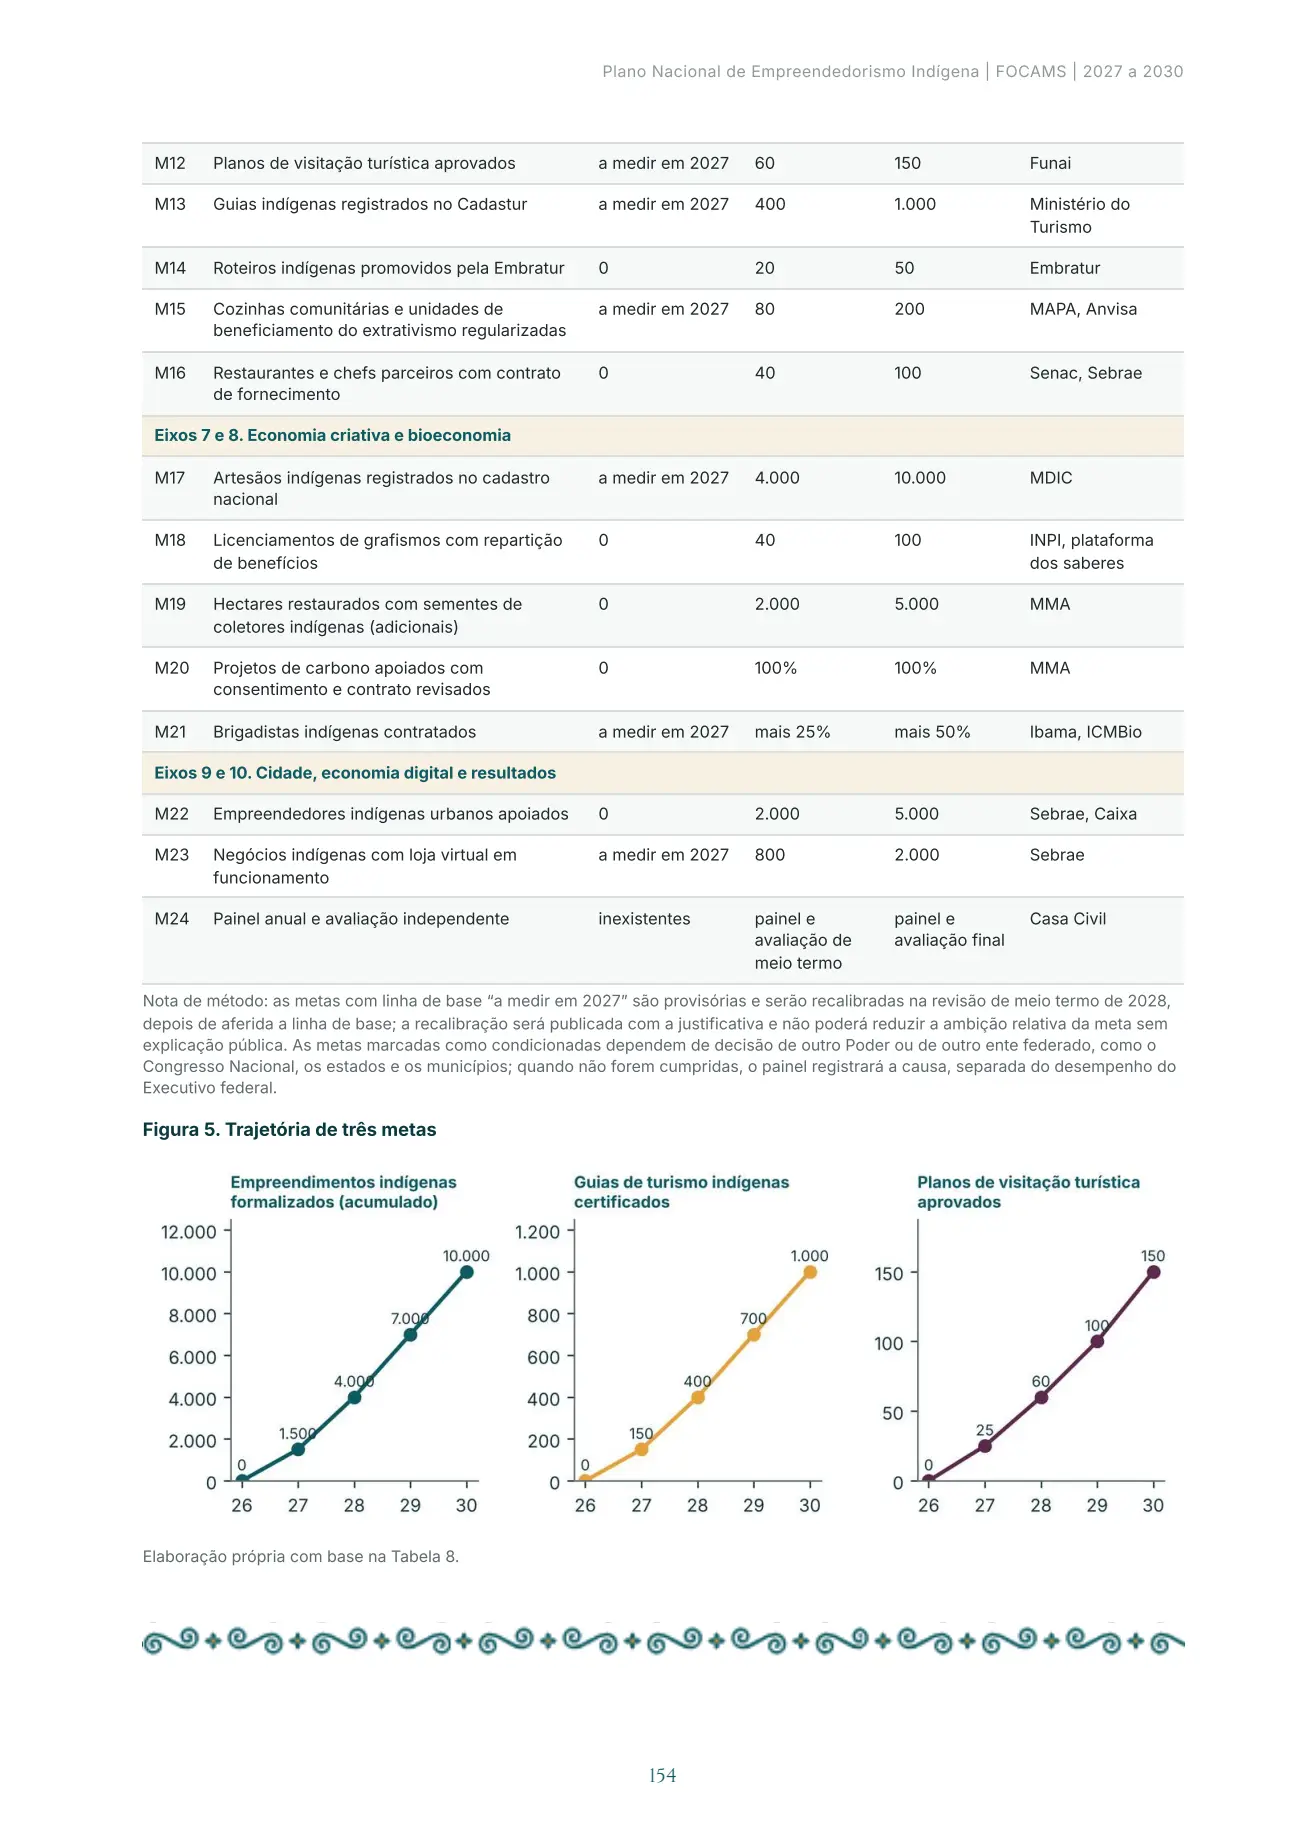 Plano Nacional de Empreendedorismo Indígena | FOCAMS | 2027 a 2030
M12 Planos de visitação turística aprovados a medir em 2027 60 150 Funai
M13 Guias indígenas registrados no Cadastur a medir em 2027 400 1.000 Ministério do
Turismo
M14 Roteiros indígenas promovidos pela Embratur 0 20 50 Embratur
M15 Cozinhas comunitárias e unidades de a medir em 2027 80 200 MAPA, Anvisa
beneficiamento do extrativismo regularizadas
M16 Restaurantes e chefs parceiros com contrato 0 40 100 Senac, Sebrae
de fornecimento
Eixos 7 e 8. Economia criativa e bioeconomia
M17 Artesãos indígenas registrados no cadastro a medir em 2027 4.000 10.000 MDIC
nacional
M18 Licenciamentos de grafismos com repartição 0 40 100 INPI, plataforma
de benefícios dos saberes
M19 Hectares restaurados com sementes de 0 2.000 5.000 MMA
coletores indígenas (adicionais)
M20 Projetos de carbono apoiados com 0 100% 100% MMA
consentimento e contrato revisados
M21 Brigadistas indígenas contratados a medir em 2027 mais 25% mais 50% Ibama, ICMBio
Eixos 9 e 10. Cidade, economia digital e resultados
M22 Empreendedores indígenas urbanos apoiados 0 2.000 5.000 Sebrae, Caixa
M23 Negócios indígenas com loja virtual em a medir em 2027 800 2.000 Sebrae
funcionamento
M24 Painel anual e avaliação independente inexistentes painel e painel e Casa Civil
avaliação de avaliação final
meio termo
Nota de método: as metas com linha de base “a medir em 2027” são provisórias e serão recalibradas na revisão de meio termo de 2028,
depois de aferida a linha de base; a recalibração será publicada com a justificativa e não poderá reduzir a ambição relativa da meta sem
explicação pública. As metas marcadas como condicionadas dependem de decisão de outro Poder ou de outro ente federado, como o
Congresso Nacional, os estados e os municípios; quando não forem cumpridas, o painel registrará a causa, separada do desempenho do
Executivo federal.
Figura 5. Trajetória de três metas
Empreendimentos indígenas
formalizados (acumulado)
12.000
10.000
8.000
6.000
4.000
2.000
0
0
1.500
4.000
7.000
10.000
26 27 28 29 30
Guias de turismo indígenas
certificados
1.200
1.000
800
600
400
200
0
0
150
400
700
1.000
26 27 28 29 30
Planos de visitação turística
aprovados
150
100
50
0
0
25
60
100
150
26 27 28 29 30
Elaboração própria com base na Tabela 8.
154